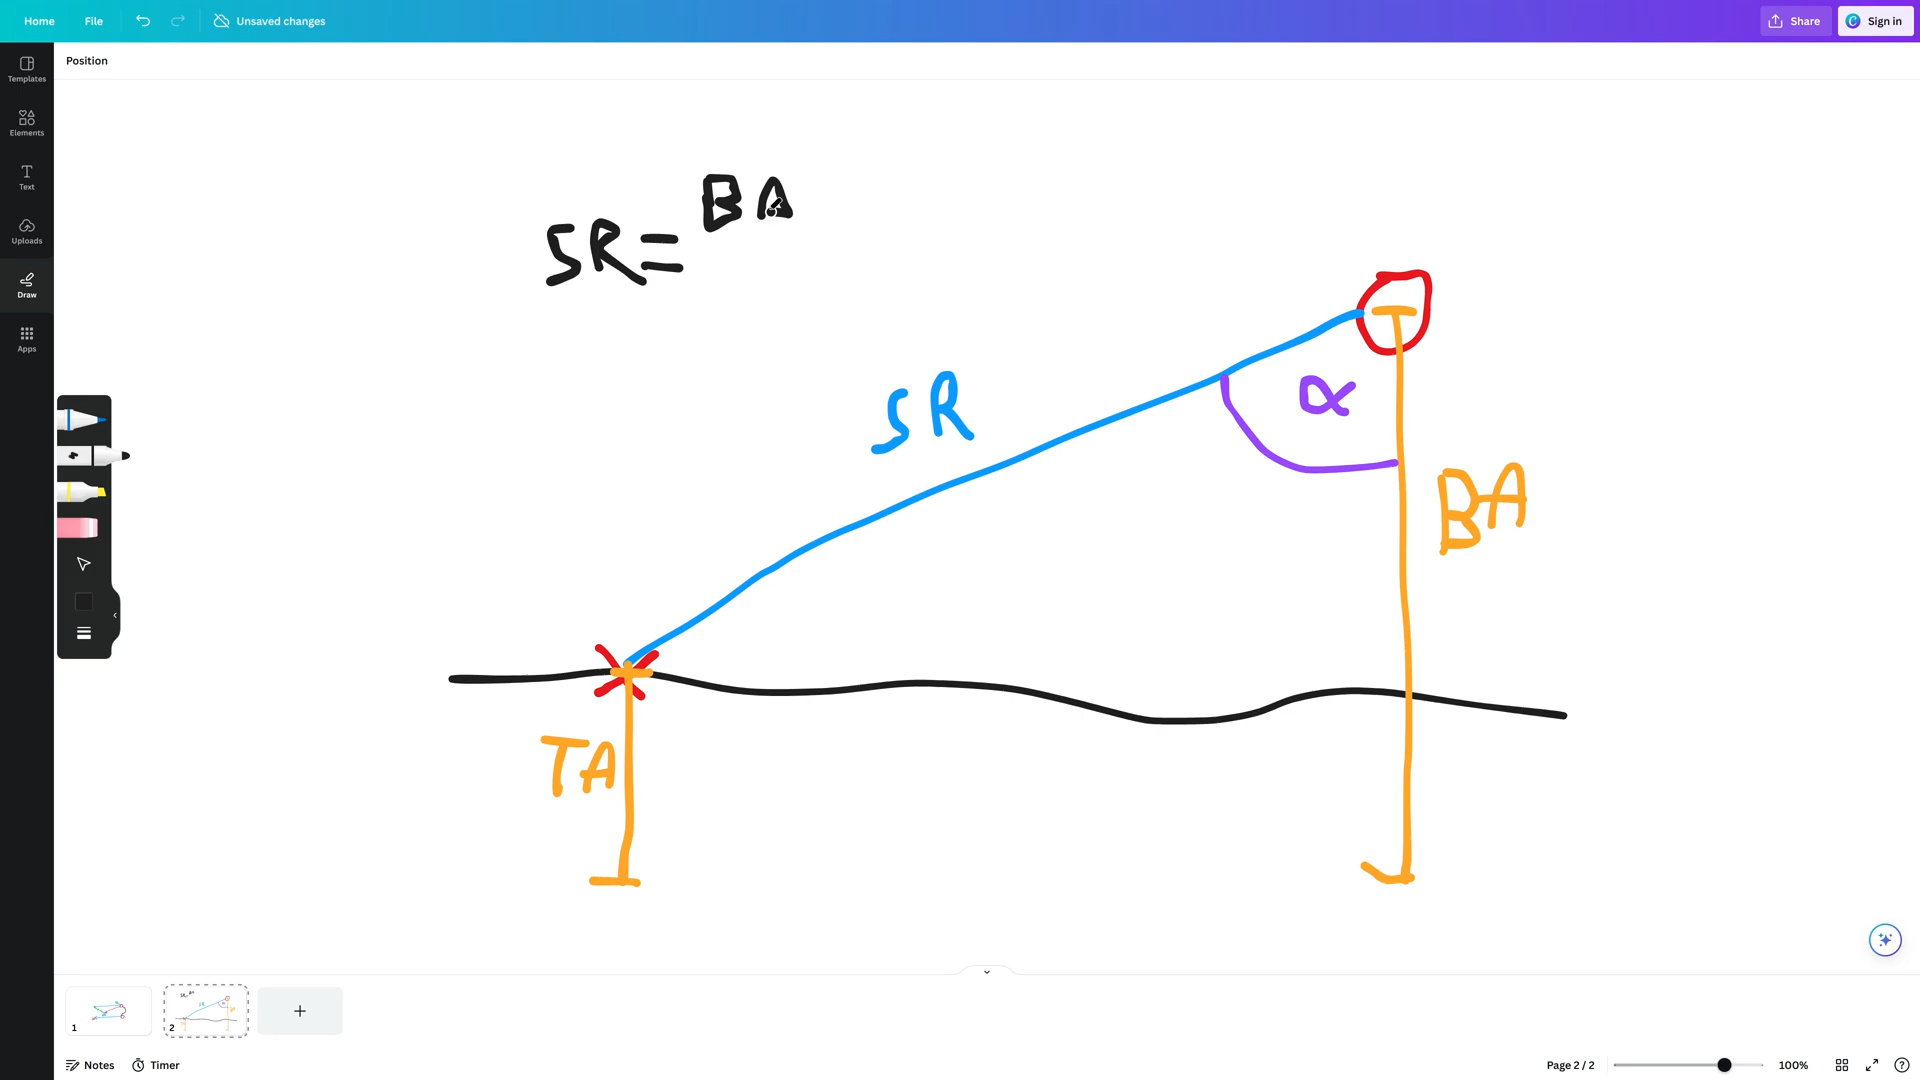 Home File Unsaved changes Share C Sign in
Position
Templates
Elements
T
Text
Uploads
Draw
Apps
BA
SR=
SR
α
BA
TA
1
2
+
Notes Timer
Page 2 / 2 100% ?